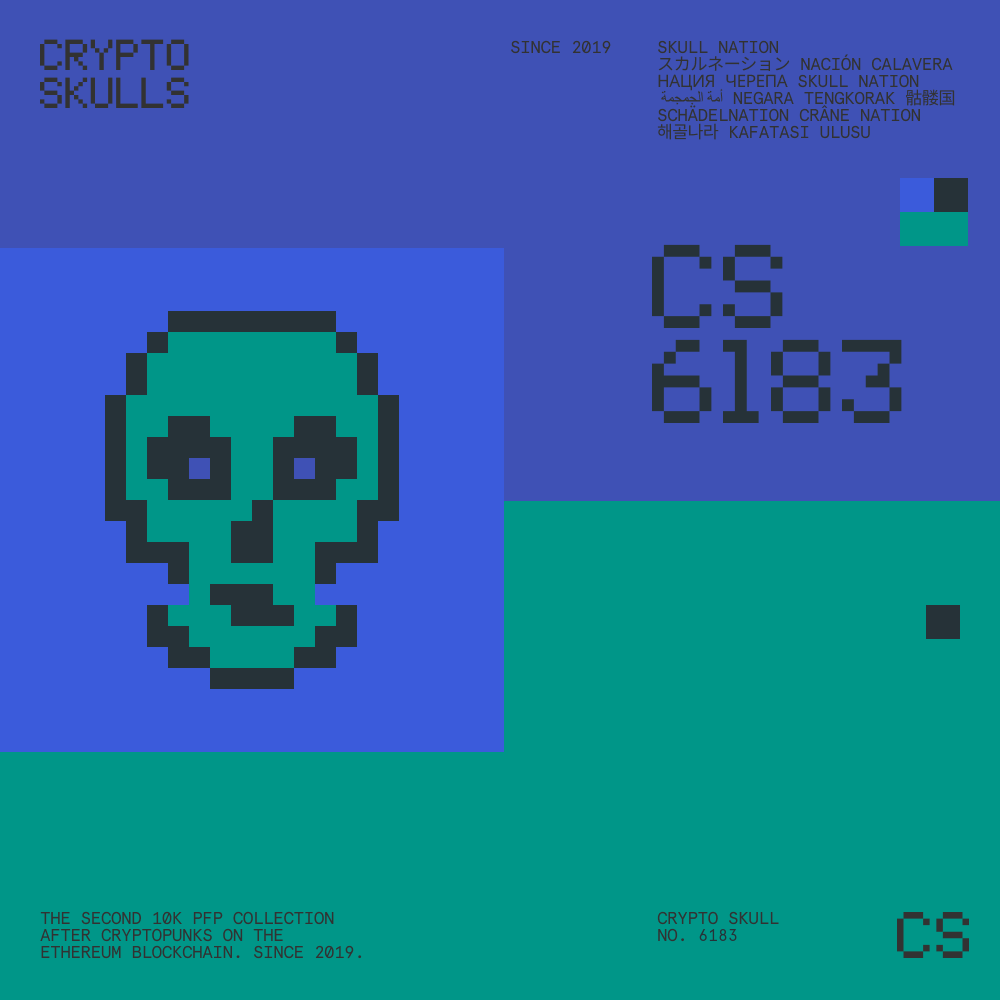 CRYPTO
SKULLS
SINCE 2019
SKULL NATION
スカルネーション NACIÓN CALAVERA
НАЦИЯ ЧЕРЕПА SKULL NATION
أمة الجمجمة NEGARA TENGKORAK 骷髅国
SCHÄDELNATION CRÂNE NATION
해골나라 KAFATASI ULUSU
CS
6183
THE SECOND 10K PFP COLLECTION
AFTER CRYPTOPUNKS ON THE
ETHEREUM BLOCKCHAIN. SINCE 2019.
CRYPTO SKULL
NO. 6183
CS